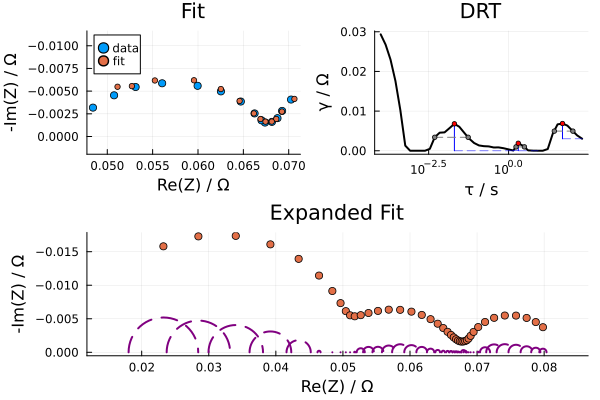 Fit
-Im(Z) / Ω
−0.0100
−0.0075
−0.0050
−0.0025
0.0000
data
fit
0.050 0.055 0.060 0.065 0.070
Re(Z) / Ω
DRT
γ / Ω
0.03
0.02
0.01
0.00
10^−2.5 10^0.0
τ / s
Expanded Fit
-Im(Z) / Ω
−0.015
−0.010
−0.005
0.000
0.02 0.03 0.04 0.05 0.06 0.07 0.08
Re(Z) / Ω